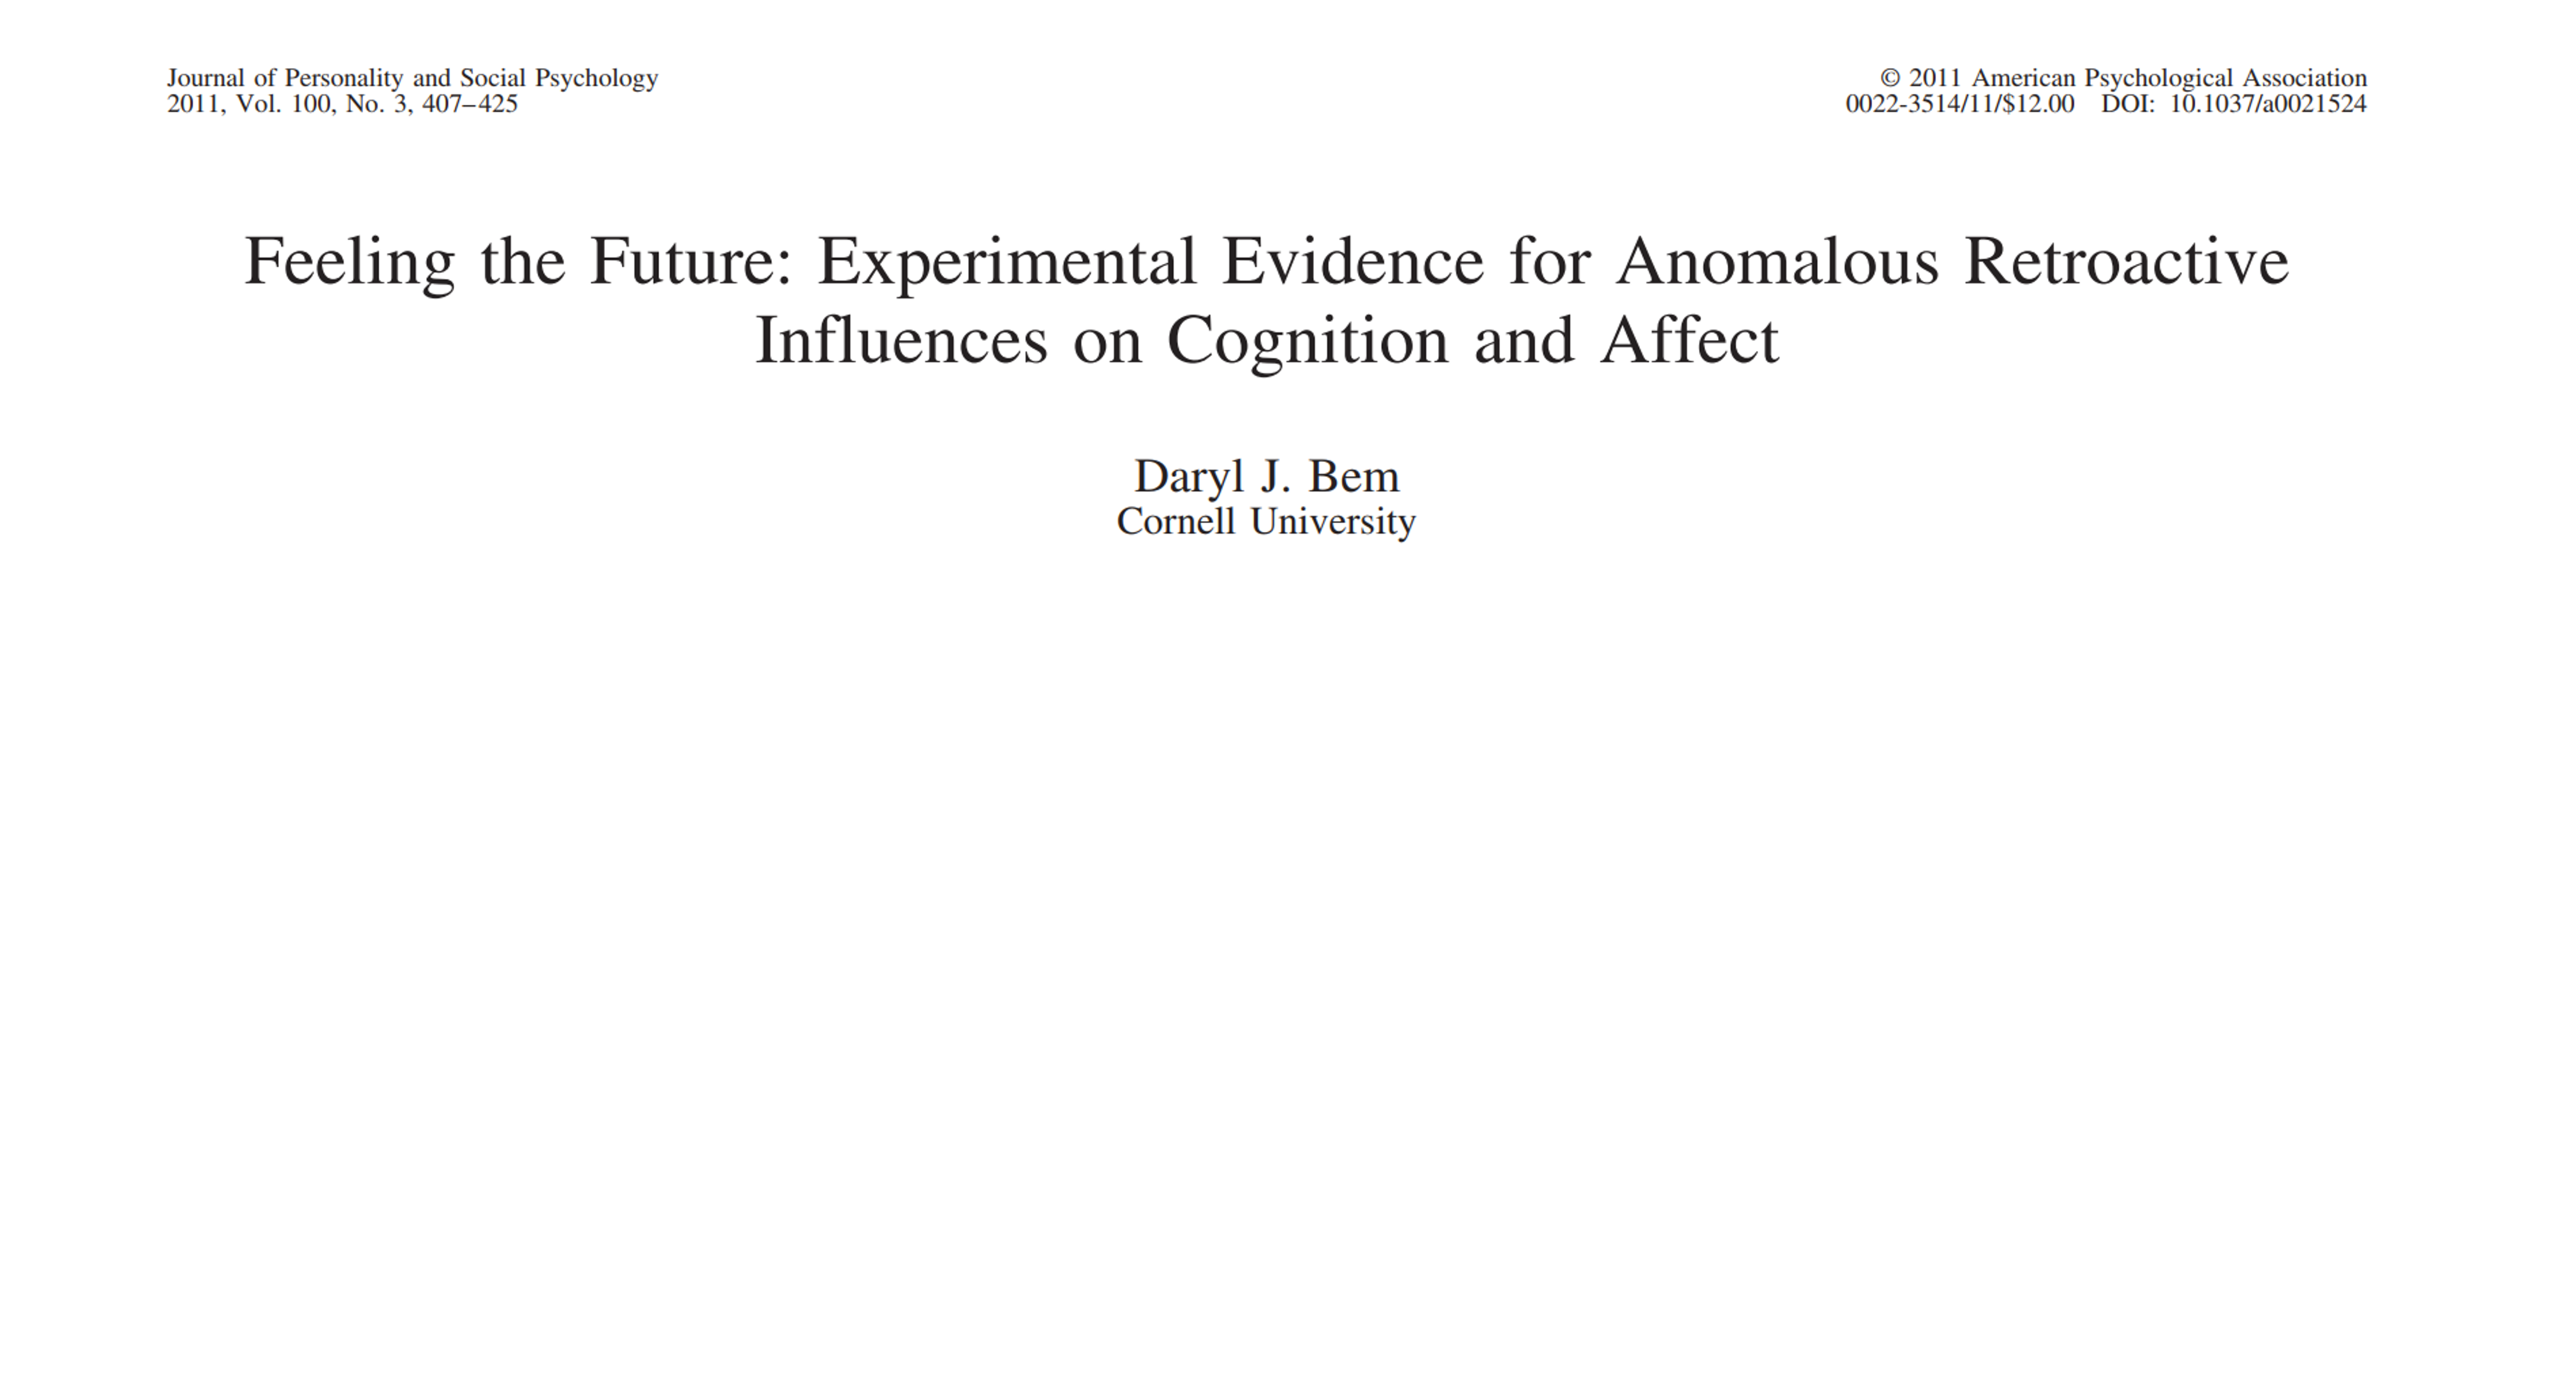 Journal of Personality and Social Psychology
2011, Vol. 100, No. 3, 407–425
© 2011 American Psychological Association
0022-3514/11/$12.00 DOI: 10.1037/a0021524
Feeling the Future: Experimental Evidence for Anomalous Retroactive
Influences on Cognition and Affect
Daryl J. Bem
Cornell University